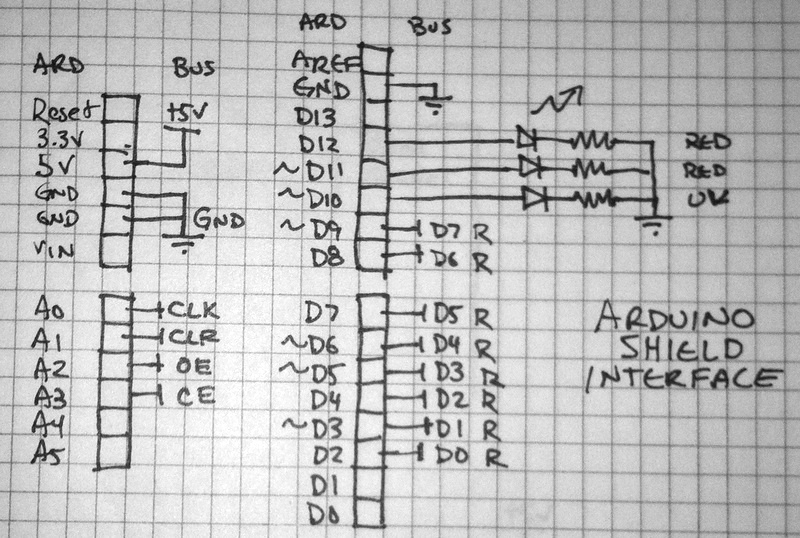 ARD BUS
Reset +5V
3.3V
5V
GND
GND GND
VIN
A0 CLK
A1 CLR
A2 OE
A3 CE
A4
A5
ARD BUS
AREF
GND
D13
D12 RED
~D11 RED
~D10 UV
~D9 D7 R
D8 D6 R
D7 D5 R
~D6 D4 R
~D5 D3 R
D4 D2 R
~D3 D1 R
D2 D0 R
D1
D0
ARDUINO
SHIELD
INTERFACE